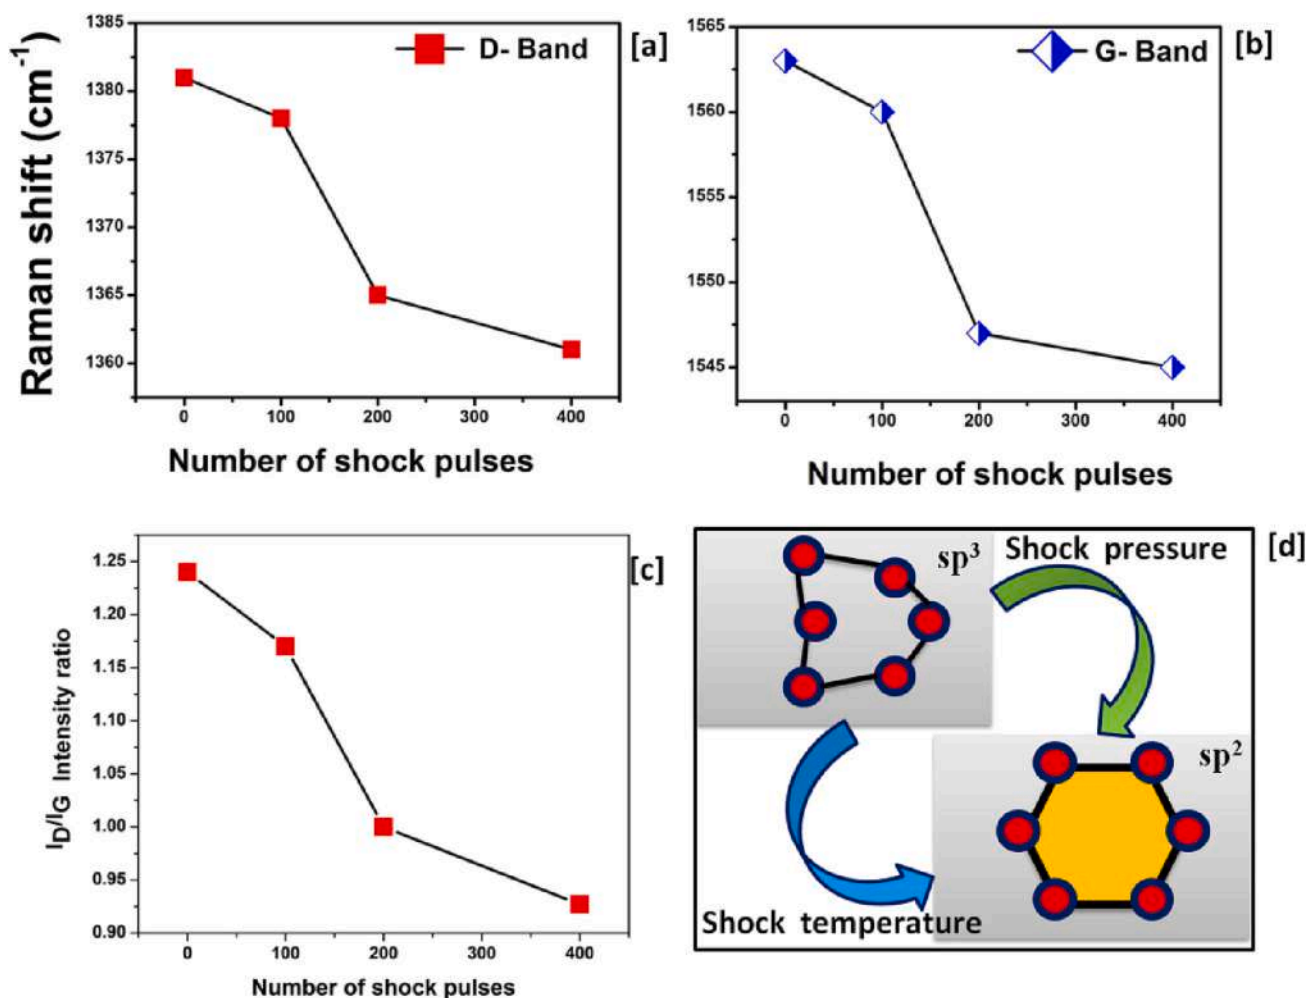 Raman shift (cm⁻¹)
1385
1380
1375
1370
1365
1360
D- Band
[a]
0 100 200 300 400
Number of shock pulses
1565
1560
1555
1550
1545
G- Band
[b]
0 100 200 300 400
Number of shock pulses
I_D/I_G Intensity ratio
1.25
1.20
1.15
1.10
1.05
1.00
0.95
0.90
[c]
0 100 200 300 400
Number of shock pulses
sp³
Shock pressure
[d]
sp²
Shock temperature